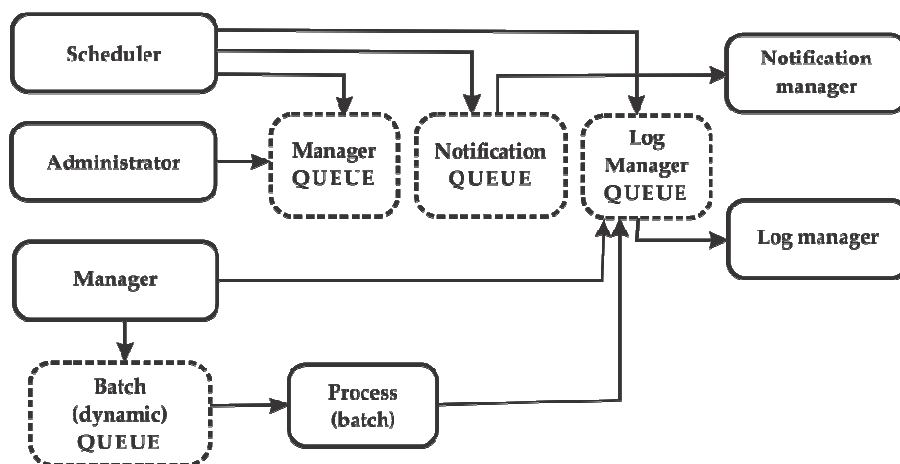 Scheduler
Notification
manager
Administrator
Manager
QUEUE
Notification
QUEUE
Log
Manager
QUEUE
Manager
Log manager
Batch
(dynamic)
QUEUE
Process
(batch)